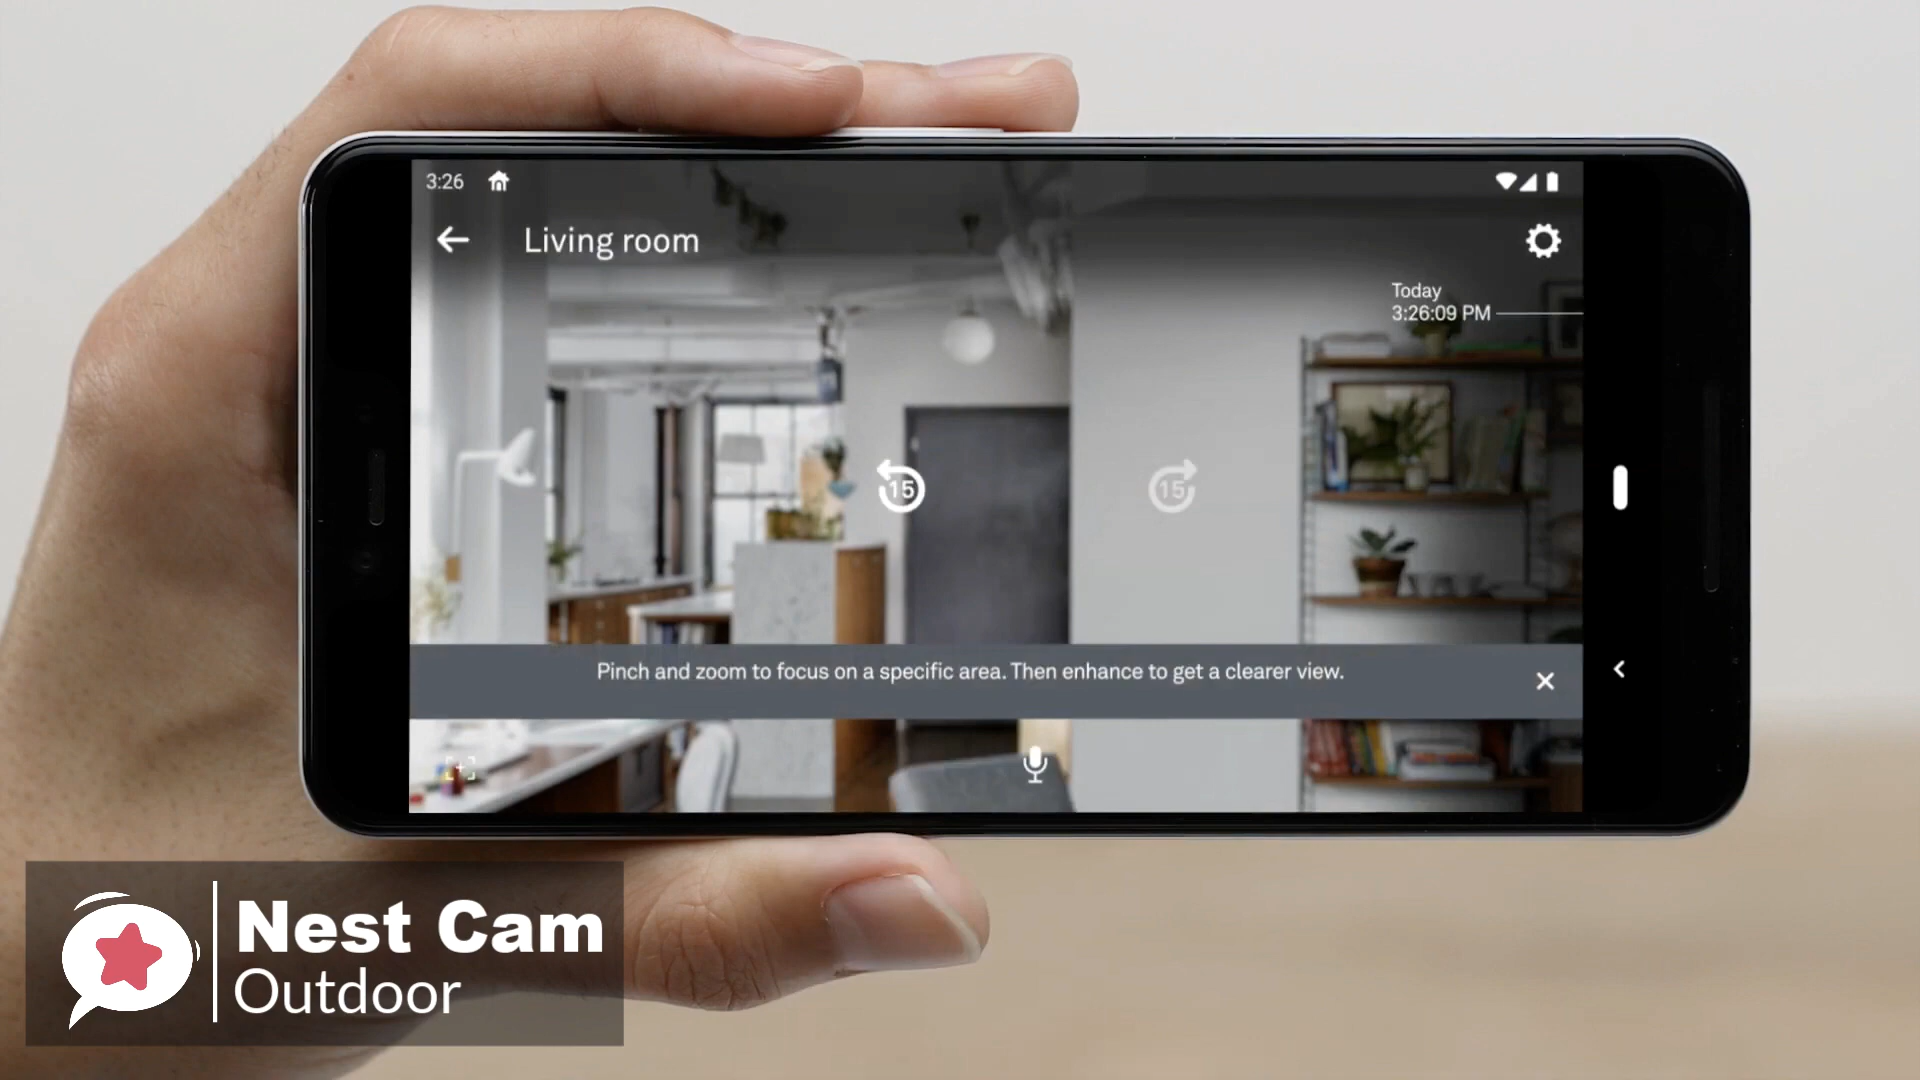 3:26
Living room
Today
3:26:09 PM
15
15
Pinch and zoom to focus on a specific area. Then enhance to get a clearer view.
Nest Cam
Outdoor